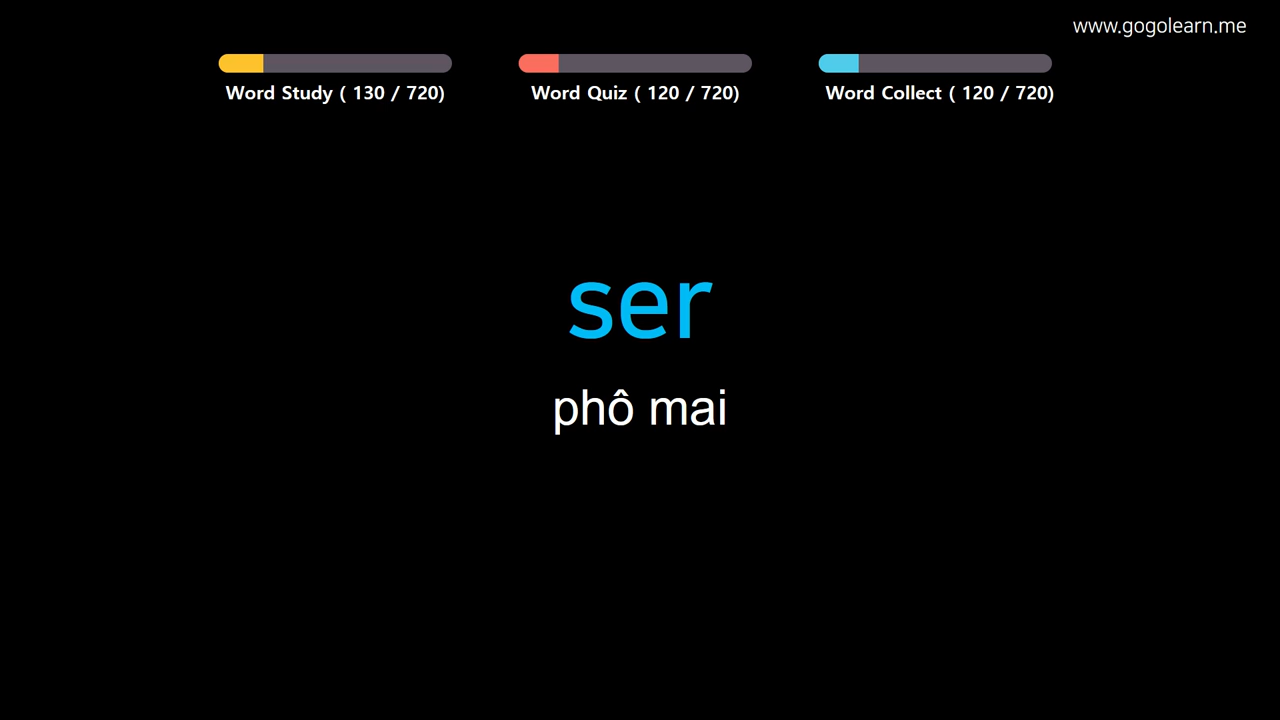 www.gogolearn.me
Word Study ( 130 / 720)
Word Quiz ( 120 / 720)
Word Collect ( 120 / 720)
ser
phô mai